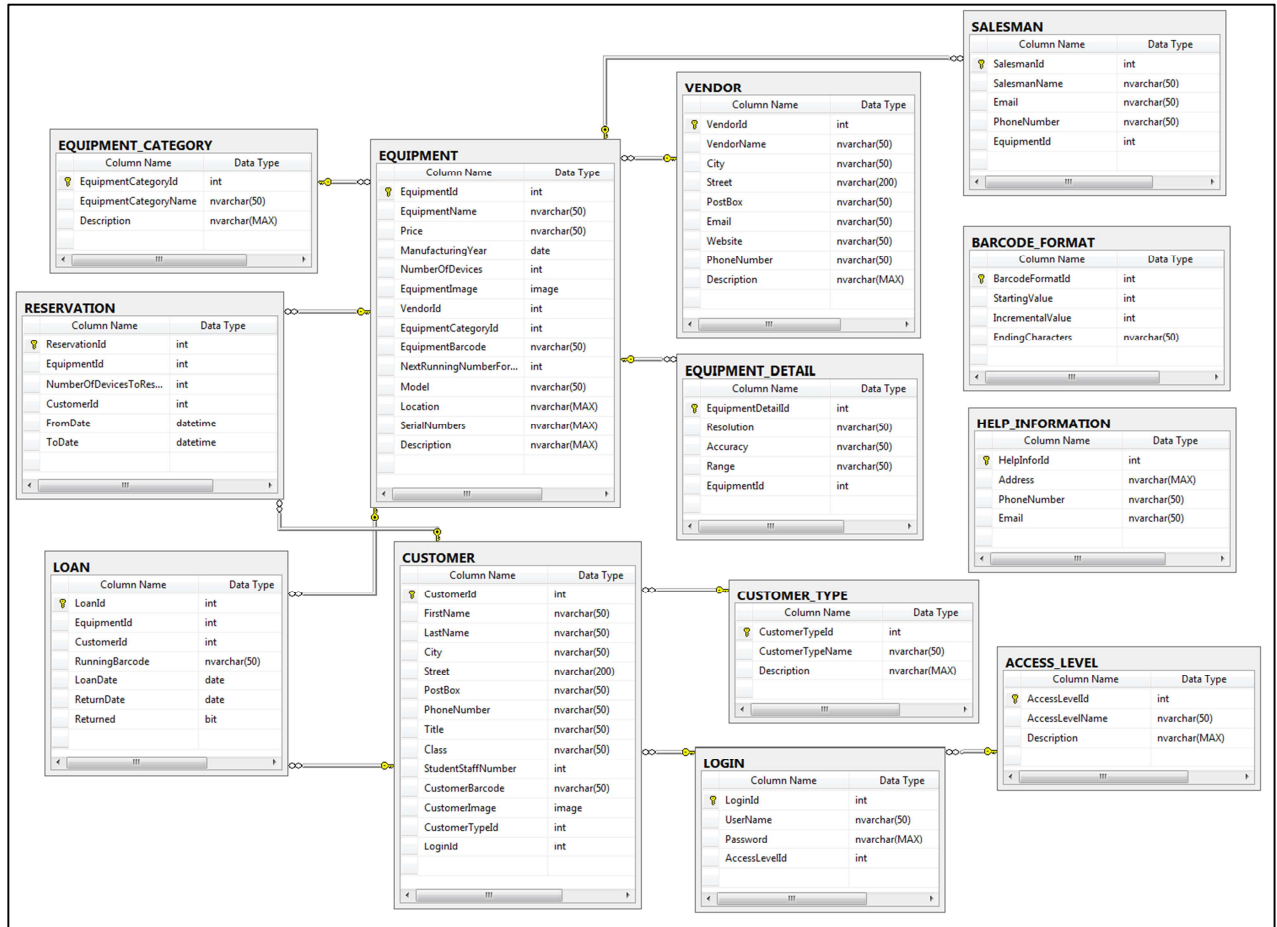 SALESMAN
Column Name Data Type
SalesmanId int
SalesmanName nvarchar(50)
Email nvarchar(50)
PhoneNumber nvarchar(50)
EquipmentId int
VENDOR
Column Name Data Type
VendorId int
VendorName nvarchar(50)
City nvarchar(50)
Street nvarchar(200)
PostBox nvarchar(50)
Email nvarchar(50)
Website nvarchar(50)
PhoneNumber nvarchar(50)
Description nvarchar(MAX)
EQUIPMENT_CATEGORY
Column Name Data Type
EquipmentCategoryId int
EquipmentCategoryName nvarchar(50)
Description nvarchar(MAX)
EQUIPMENT
Column Name Data Type
EquipmentId int
EquipmentName nvarchar(50)
Price nvarchar(50)
ManufacturingYear date
NumberOfDevices int
EquipmentImage image
VendorId int
EquipmentCategoryId int
EquipmentBarcode nvarchar(50)
NextRunningNumberFor... int
Model nvarchar(50)
Location nvarchar(MAX)
SerialNumbers nvarchar(MAX)
Description nvarchar(MAX)
BARCODE_FORMAT
Column Name Data Type
BarcodeFormatId int
StartingValue int
IncrementalValue int
EndingCharacters nvarchar(50)
RESERVATION
Column Name Data Type
ReservationId int
EquipmentId int
NumberOfDevicesToRes... int
CustomerId int
FromDate datetime
ToDate datetime
EQUIPMENT_DETAIL
Column Name Data Type
EquipmentDetailId int
Resolution nvarchar(50)
Accuracy nvarchar(50)
Range nvarchar(50)
EquipmentId int
HELP_INFORMATION
Column Name Data Type
HelpInforId int
Address nvarchar(MAX)
PhoneNumber nvarchar(50)
Email nvarchar(50)
LOAN
Column Name Data Type
LoanId int
EquipmentId int
CustomerId int
RunningBarcode nvarchar(50)
LoanDate date
ReturnDate date
Returned bit
CUSTOMER
Column Name Data Type
CustomerId int
FirstName nvarchar(50)
LastName nvarchar(50)
City nvarchar(50)
Street nvarchar(200)
PostBox nvarchar(50)
PhoneNumber nvarchar(50)
Title nvarchar(50)
Class nvarchar(50)
StudentStaffNumber int
CustomerBarcode nvarchar(50)
CustomerImage image
CustomerTypeId int
LoginId int
CUSTOMER_TYPE
Column Name Data Type
CustomerTypeId int
CustomerTypeName nvarchar(50)
Description nvarchar(MAX)
ACCESS_LEVEL
Column Name Data Type
AccessLevelId int
AccessLevelName nvarchar(50)
Description nvarchar(MAX)
LOGIN
Column Name Data Type
LoginId int
UserName nvarchar(50)
Password nvarchar(MAX)
AccessLevelId int